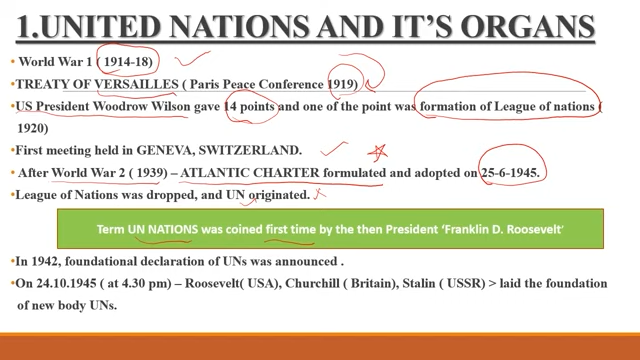 1.UNITED NATIONS AND IT'S ORGANS
• World War 1 ( 1914-18)
•TREATY OF VERSAILLES ( Paris Peace Conference 1919)
•US President Woodrow Wilson gave 14 points and one of the point was formation of League of nations (
1920)
•First meeting held in GENEVA, SWITZERLAND.
•After World War 2 ( 1939) – ATLANTIC CHARTER formulated and adopted on 25-6-1945.
•League of Nations was dropped, and UN originated.
Term UN NATIONS was coined first time by the then President ‘Franklin D. Roosevelt’
•In 1942, foundational declaration of UNs was announced .
•On 24.10.1945 ( at 4.30 pm) – Roosevelt( USA), Churchill ( Britain), Stalin ( USSR) > laid the foundation
of new body UNs.